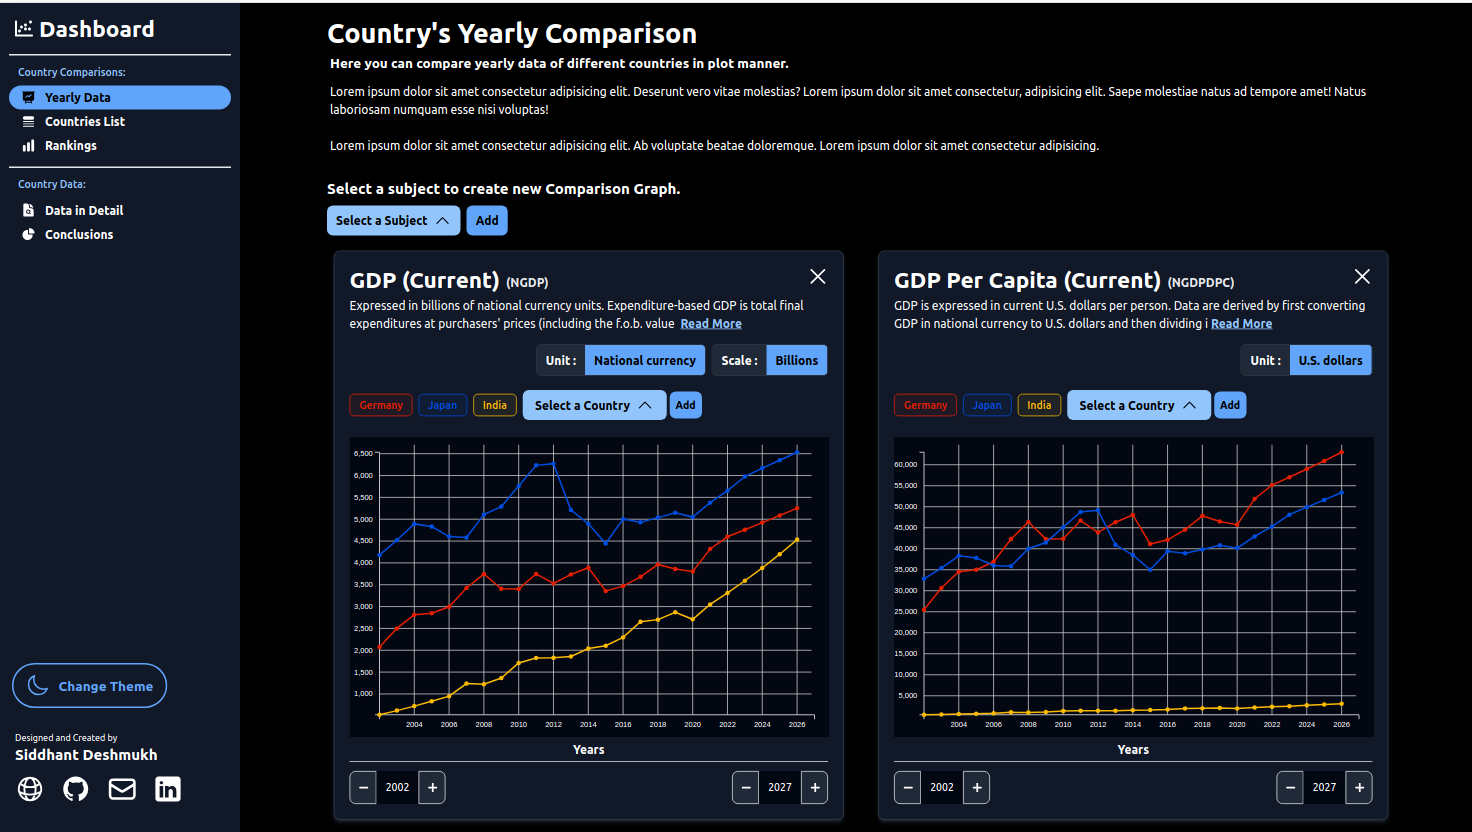 Dashboard
Country Comparisons:
Yearly Data
Countries List
Rankings
Country Data:
Data in Detail
Conclusions
Change Theme
Designed and Created by
Siddhant Deshmukh
Country's Yearly Comparison
Here you can compare yearly data of different countries in plot manner.
Lorem ipsum dolor sit amet consectetur adipisicing elit. Deserunt vero vitae molestias? Lorem ipsum dolor sit amet consectetur, adipisicing elit. Saepe molestiae natus ad tempore amet! Natus
laboriosam numquam esse nisi voluptas!
Lorem ipsum dolor sit amet consectetur adipisicing elit. Ab voluptate beatae doloremque. Lorem ipsum dolor sit amet consectetur adipisicing.
Select a subject to create new Comparison Graph.
Select a Subject Add
GDP (Current) (NGDP)
Expressed in billions of national currency units. Expenditure-based GDP is total final
expenditures at purchasers' prices (including the f.o.b. value Read More
Unit : National currency Scale : Billions
Germany Japan India Select a Country Add
6,500
6,000
5,500
5,000
4,500
4,000
3,500
3,000
2,500
2,000
1,500
1,000
2004 2006 2008 2010 2012 2014 2016 2018 2020 2022 2024 2026
Years
− 2002 + − 2027 +
GDP Per Capita (Current) (NGDPDPC)
GDP is expressed in current U.S. dollars per person. Data are derived by first converting
GDP in national currency to U.S. dollars and then dividing i Read More
Unit : U.S. dollars
Germany Japan India Select a Country Add
60,000
55,000
50,000
45,000
40,000
35,000
30,000
25,000
20,000
15,000
10,000
5,000
2004 2006 2008 2010 2012 2014 2016 2018 2020 2022 2024 2026
Years
− 2002 + − 2027 +